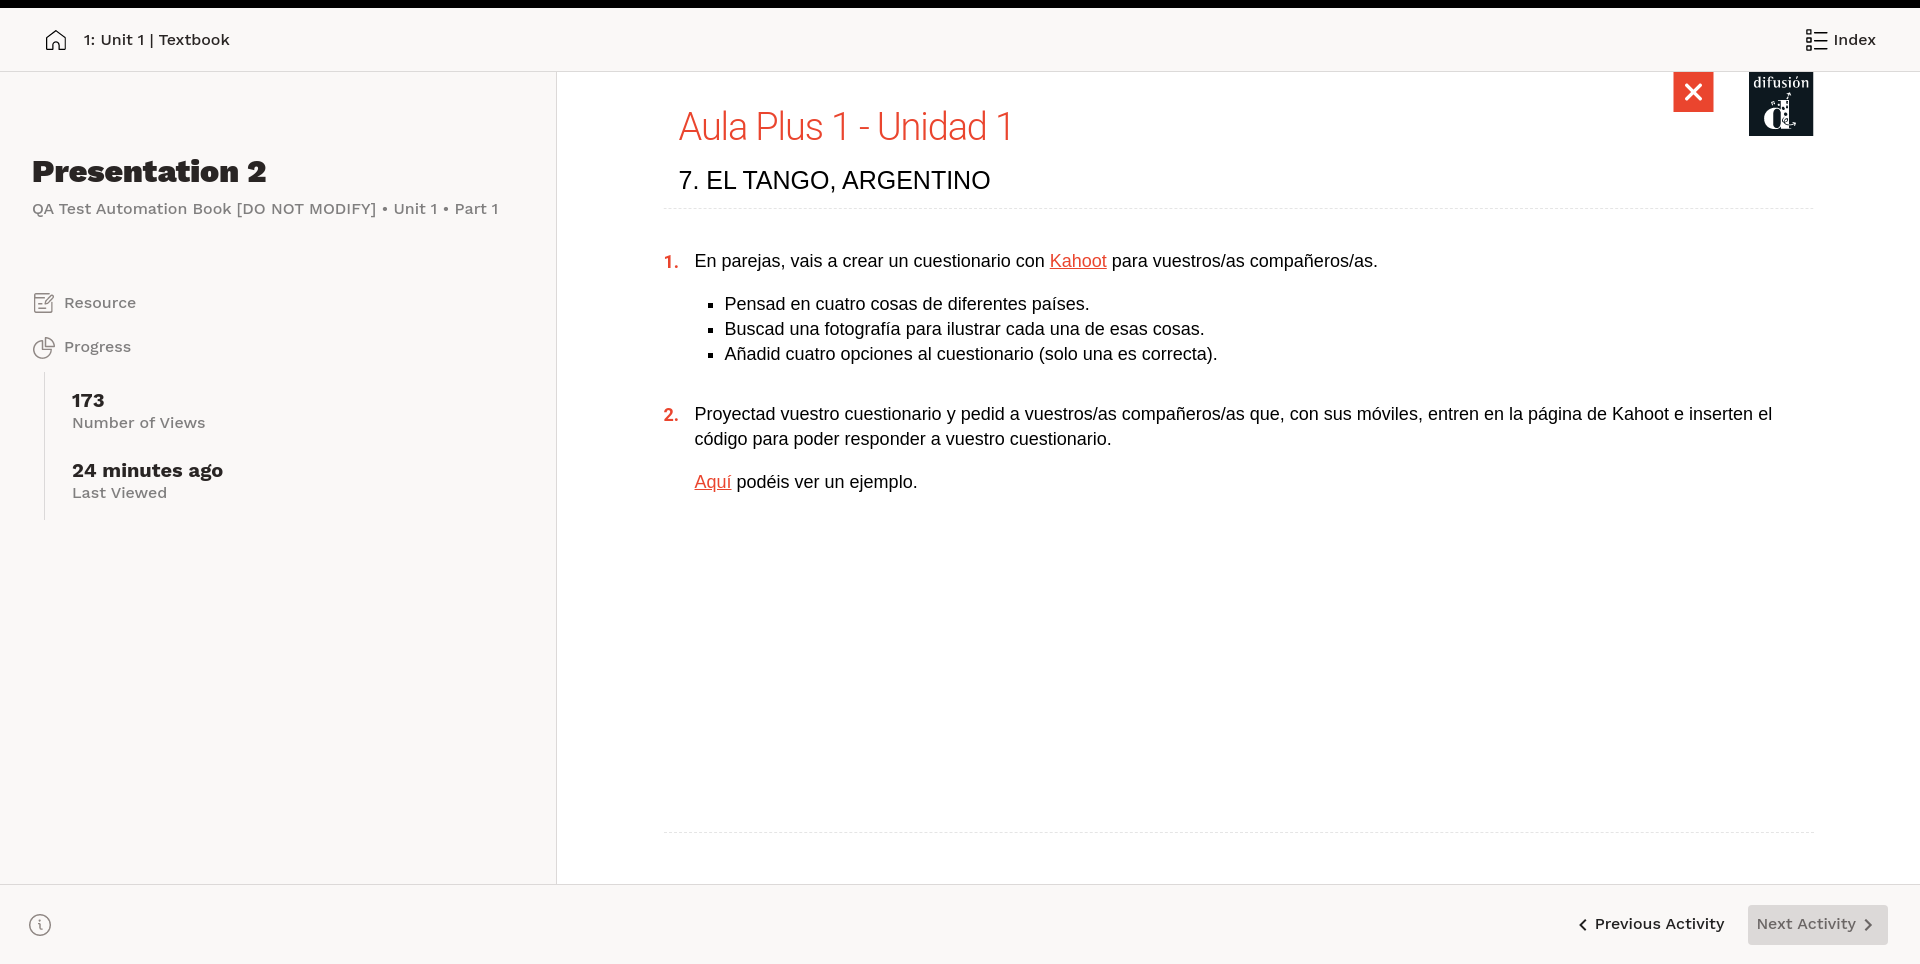 1: Unit 1 | Textbook
Index
Presentation 2
QA Test Automation Book [DO NOT MODIFY] • Unit 1 • Part 1
Resource
Progress
173
Number of Views
24 minutes ago
Last Viewed
difusión
Aula Plus 1 - Unidad 1
7. EL TANGO, ARGENTINO
1. En parejas, vais a crear un cuestionario con Kahoot para vuestros/as compañeros/as.
▪ Pensad en cuatro cosas de diferentes países.
▪ Buscad una fotografía para ilustrar cada una de esas cosas.
▪ Añadid cuatro opciones al cuestionario (solo una es correcta).
2. Proyectad vuestro cuestionario y pedid a vuestros/as compañeros/as que, con sus móviles, entren en la página de Kahoot e inserten el
código para poder responder a vuestro cuestionario.
Aquí podéis ver un ejemplo.
Previous Activity
Next Activity